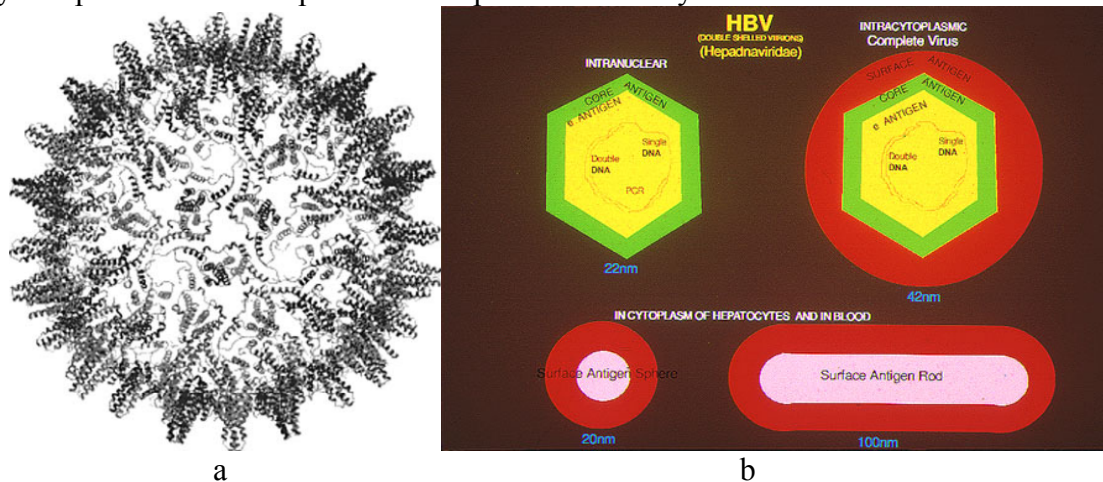 HBV
(DOUBLE SHELLED VIRIONS)
(Hepadnaviridae)
INTRACYTOPLASMIC
Complete Virus
INTRANUCLEAR
SURFACE ANTIGEN
CORE ANTIGEN
e ANTIGEN
Double
DNA
Single
DNA
PCR
22nm
CORE ANTIGEN
e ANTIGEN
Double
DNA
Single
DNA
42nm
IN CYTOPLASM OF HEPATOCYTES AND IN BLOOD
Surface Antigen Sphere
20nm
Surface Antigen Rod
100nm
a
b